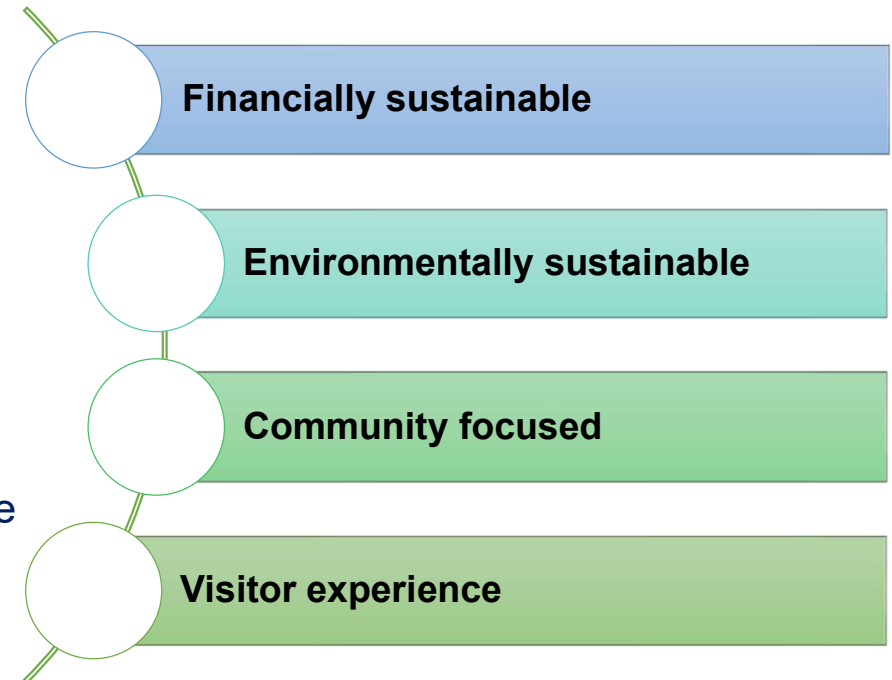 Financially sustainable
Environmentally sustainable
Community focused
e
Visitor experience